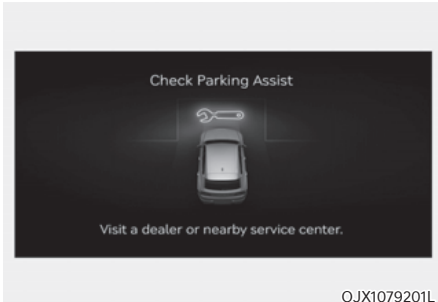 Check Parking Assist
Visit a dealer or nearby service center.
OJX1079201L